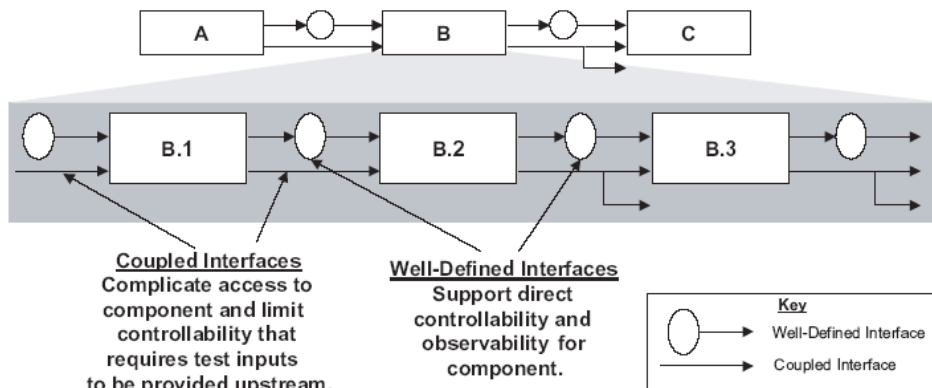 A
B
C
B.1
B.2
B.3
Coupled Interfaces
Complicate access to
component and limit
controllability that
requires test inputs
to be provided upstream.
Well-Defined Interfaces
Support direct
controllability and
observability for
component.
Key
Well-Defined Interface
Coupled Interface